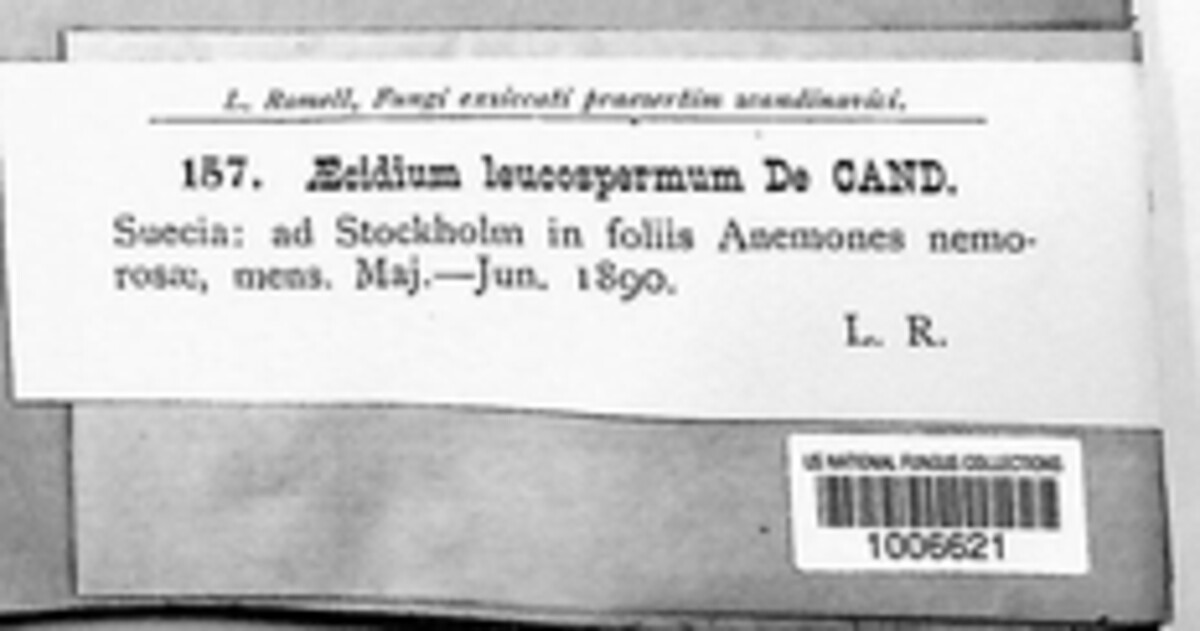 L. Romell, Fungi exsiccati præsertim scandinavici.
157. Æcidium leucospermum De CAND.
Suecia: ad Stockholm in foliis Anemones nemo-
rosæ, mens. Maj.—Jun. 1890.
L. R.
US NATIONAL FUNGUS COLLECTIONS
1006621